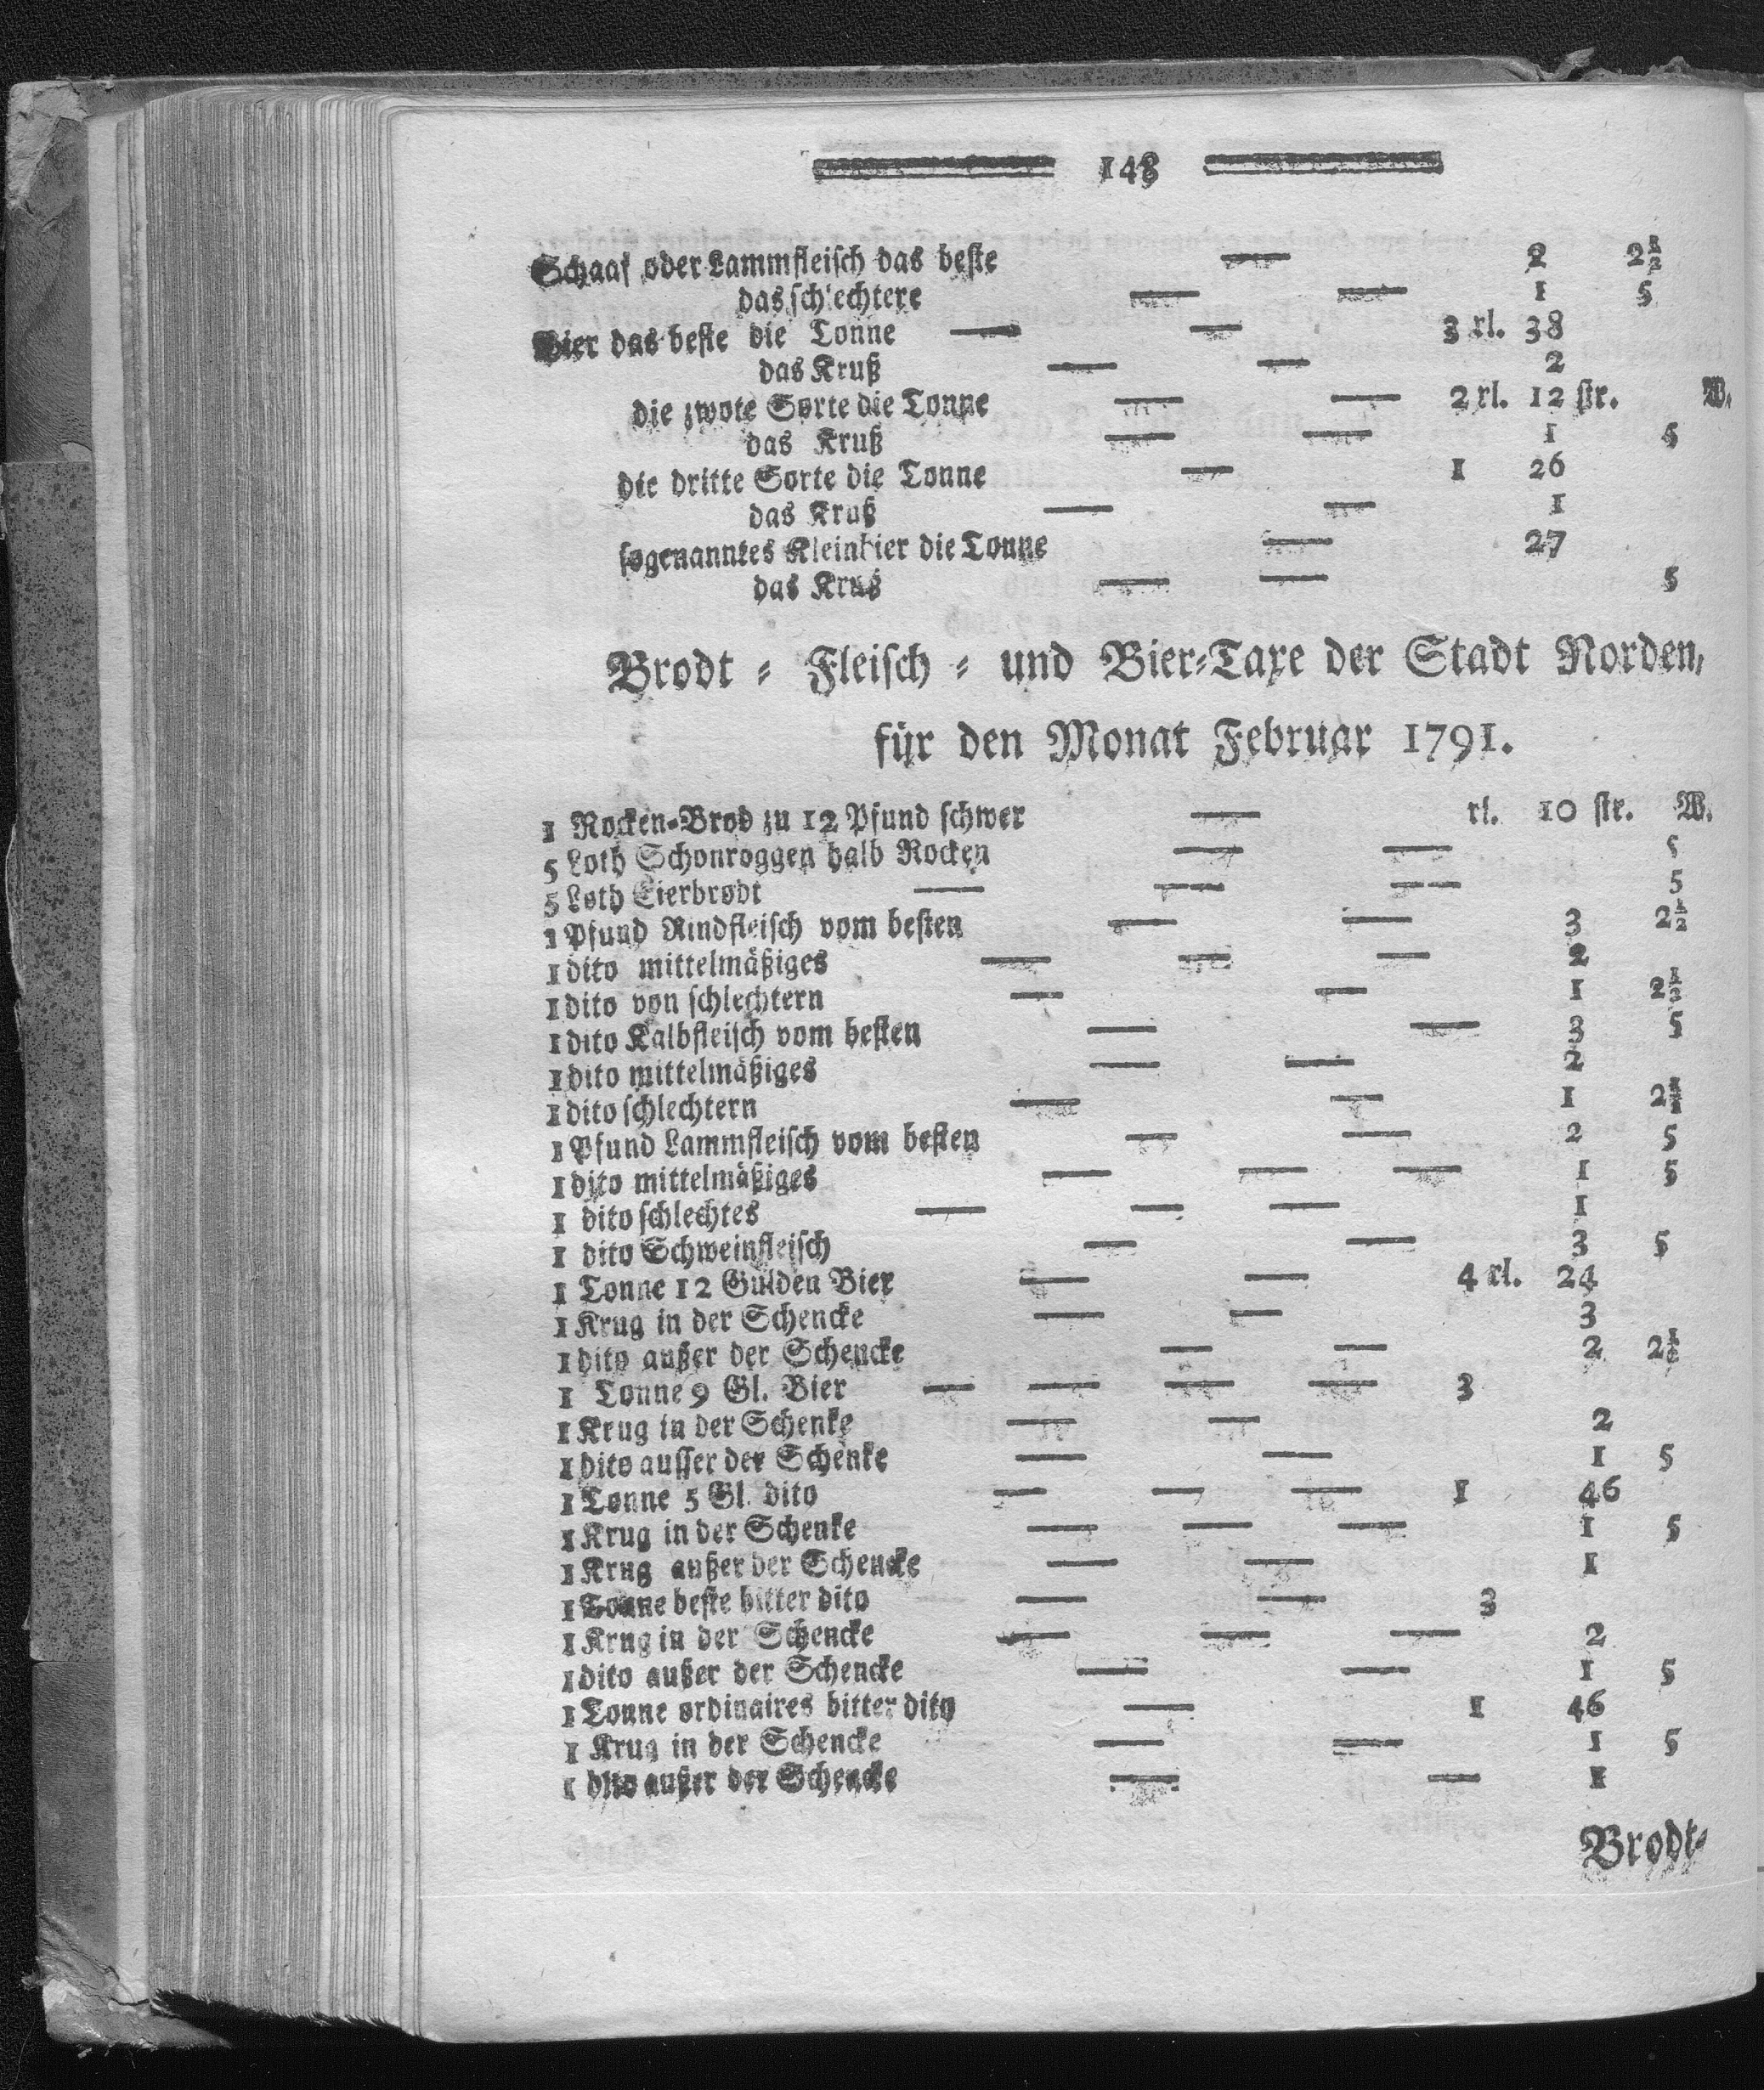 148
Schaaf oder Lammfleisch das beste — 2 2½
das schlechtere — — 1 5
Bier das beste die Tonne — — 3 rl. 38
das Kruß — — 2
die zwote Sorte die Tonne — — 2 rl. 12 str. W.
das Kruß — — 1 5
die dritte Sorte die Tonne — 1 26
das Kruß — — 1
sogenanntes Kleinbier die Tonne — 27
das Kruß — — 5
Brodt- Fleisch- und Bier-Taxe der Stadt Norden,
für den Monat Februar 1791.
1 Rocken-Brod zu 12 Pfund schwer — rl. 10 str. W.
5 Loth Schonroggen halb Rocken — — 5
5 Loth Eierbrodt — — — 5
1 Pfund Rindfleisch vom besten — — 3 2½
1 dito mittelmäßiges — — — 2
1 dito von schlechtern — — 1 2½
1 dito Kalbfleisch vom besten — — 3 5
1 dito mittelmäßiges — — 2
1 dito schlechtern — — 1 2½
1 Pfund Lammfleisch vom besten — — 2 5
1 dito mittelmäßiges — — — 1 5
1 dito schlechtes — — — 1
1 dito Schweinfleisch — — 3 5
1 Tonne 12 Gulden Bier — — 4 rl. 24
1 Krug in der Schencke — — 3
1 dito außer der Schencke — — 2 2½
1 Tonne 9 Gl. Bier — — — — 3
1 Krug in der Schenke — — 2
1 dito ausser der Schenke — — 1 5
1 Tonne 5 Gl. dito — — — 1 46
1 Krug in der Schenke — — — 1 5
1 Krug außer der Schencke — — 1
1 Tonne beste bitter dito — — 3
1 Krug in der Schencke — — — 2
1 dito außer der Schencke — — 1 5
1 Tonne ordinaires bitter dito — 1 46
1 Krug in der Schencke — — 1 5
1 dito außer der Schencke — — 1
Brodt-